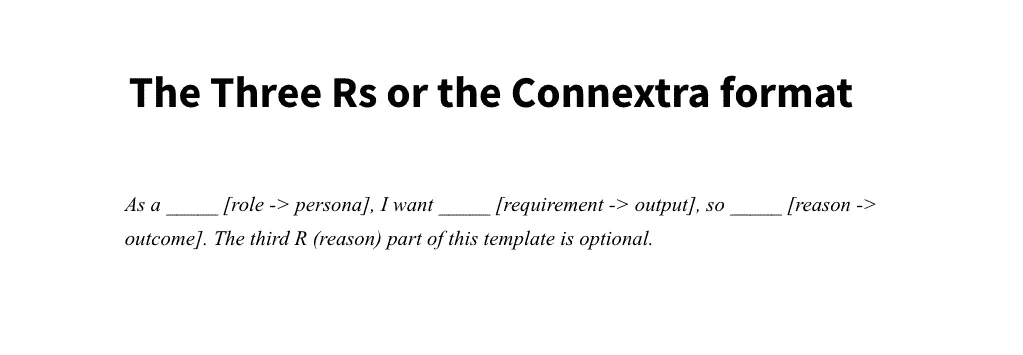 The Three Rs or the Connextra format
As a _____ [role -> persona], I want _____ [requirement -> output], so _____ [reason ->
outcome]. The third R (reason) part of this template is optional.